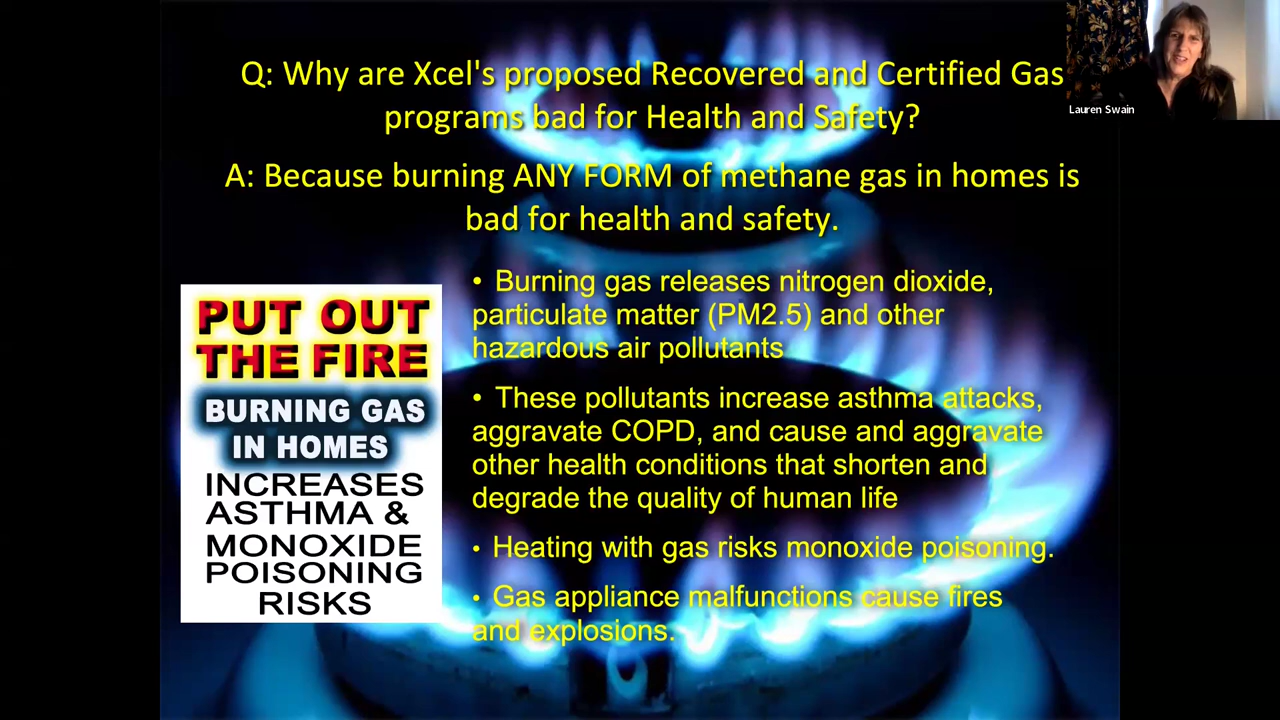 Q: Why are Xcel's proposed Recovered and Certified Gas
programs bad for Health and Safety?
A: Because burning ANY FORM of methane gas in homes is
bad for health and safety.
PUT OUT
THE FIRE
BURNING GAS
IN HOMES
INCREASES
ASTHMA &
MONOXIDE
POISONING
RISKS
• Burning gas releases nitrogen dioxide,
particulate matter (PM2.5) and other
hazardous air pollutants
• These pollutants increase asthma attacks,
aggravate COPD, and cause and aggravate
other health conditions that shorten and
degrade the quality of human life
• Heating with gas risks monoxide poisoning.
• Gas appliance malfunctions cause fires
and explosions.
Lauren Swain